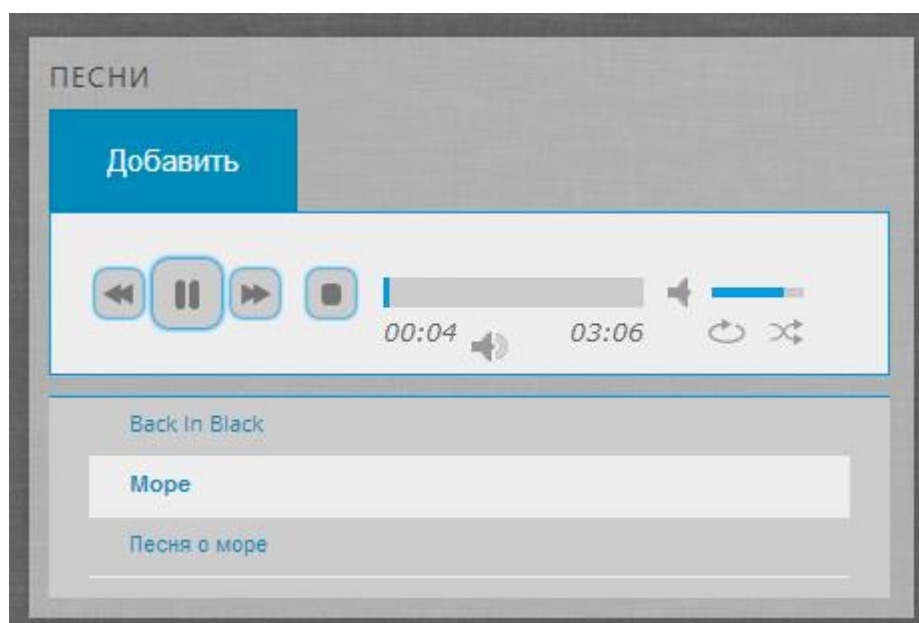 ПЕСНИ
Добавить
00:04 03:06
Back In Black
Море
Песня о море